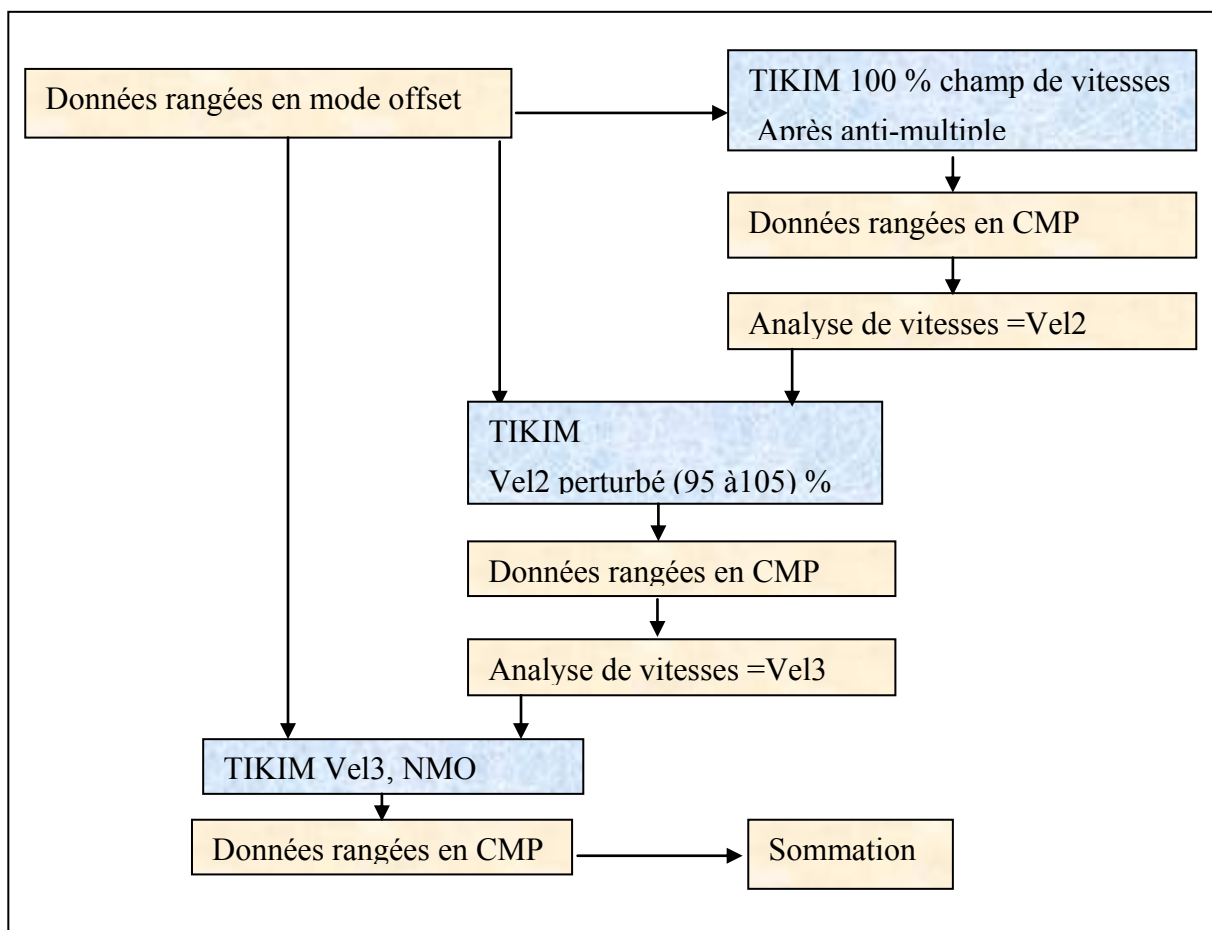 Données rangées en mode offset
TIKIM 100 % champ de vitesses
Après anti-multiple
Données rangées en CMP
Analyse de vitesses =Vel2
TIKIM
Vel2 perturbé (95 à105) %
Données rangées en CMP
Analyse de vitesses =Vel3
TIKIM Vel3, NMO
Données rangées en CMP
Sommation